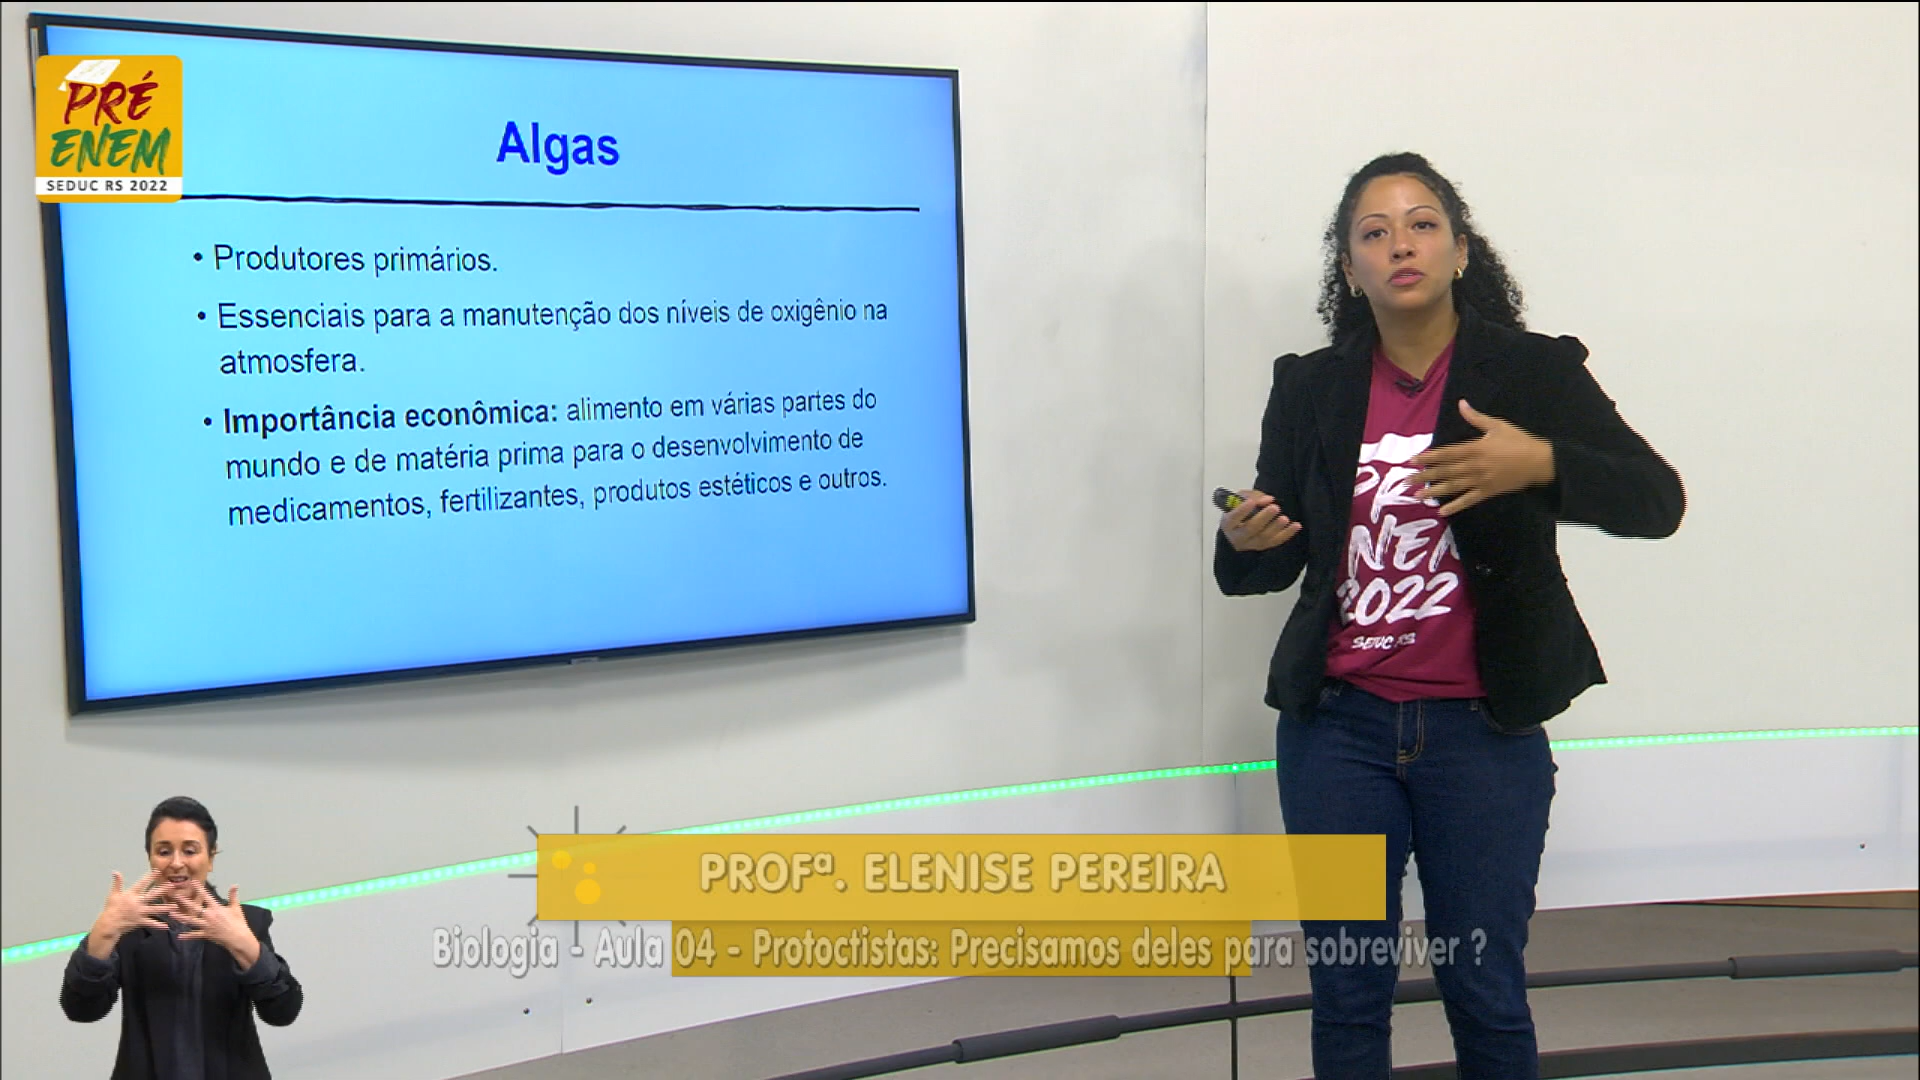 PRÉ
ENEM
SEDUC RS 2022
Algas
• Produtores primários.
• Essenciais para a manutenção dos níveis de oxigênio na
atmosfera.
• Importância econômica: alimento em várias partes do
mundo e de matéria prima para o desenvolvimento de
medicamentos, fertilizantes, produtos estéticos e outros.
2022
SEDUC RS
PROFª. ELENISE PEREIRA
Biologia - Aula 04 - Protoctistas: Precisamos deles para sobreviver ?